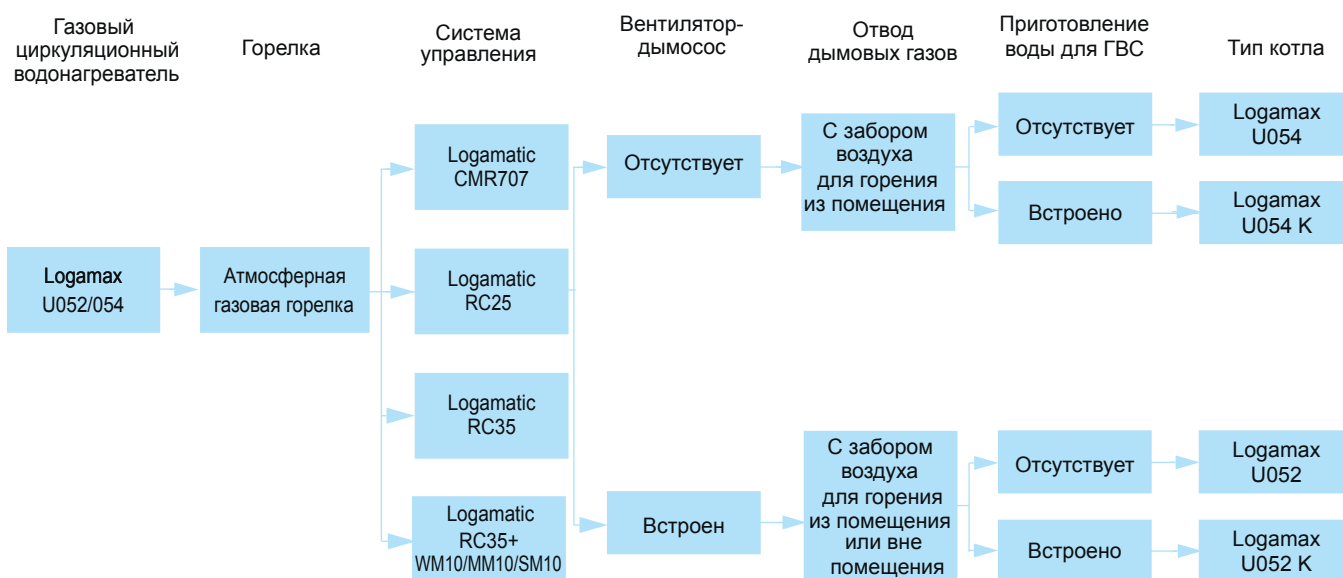 Газовый
циркуляционный
водонагреватель
Горелка
Система
управления
Вентилятор-
дымосос
Отвод
дымовых газов
Приготовление
воды для ГВС
Тип котла
Logamax
U052/054
Атмосферная
газовая горелка
Logamatic
CMR707
Logamatic
RC25
Logamatic
RC35
Logamatic
RC35+
WM10/MM10/SM10
Отсутствует
Встроен
С забором
воздуха
для горения
из помещения
С забором
воздуха
для горения
из помещения
или вне
помещения
Отсутствует
Встроено
Отсутствует
Встроено
Logamax
U054
Logamax
U054 K
Logamax
U052
Logamax
U052 K